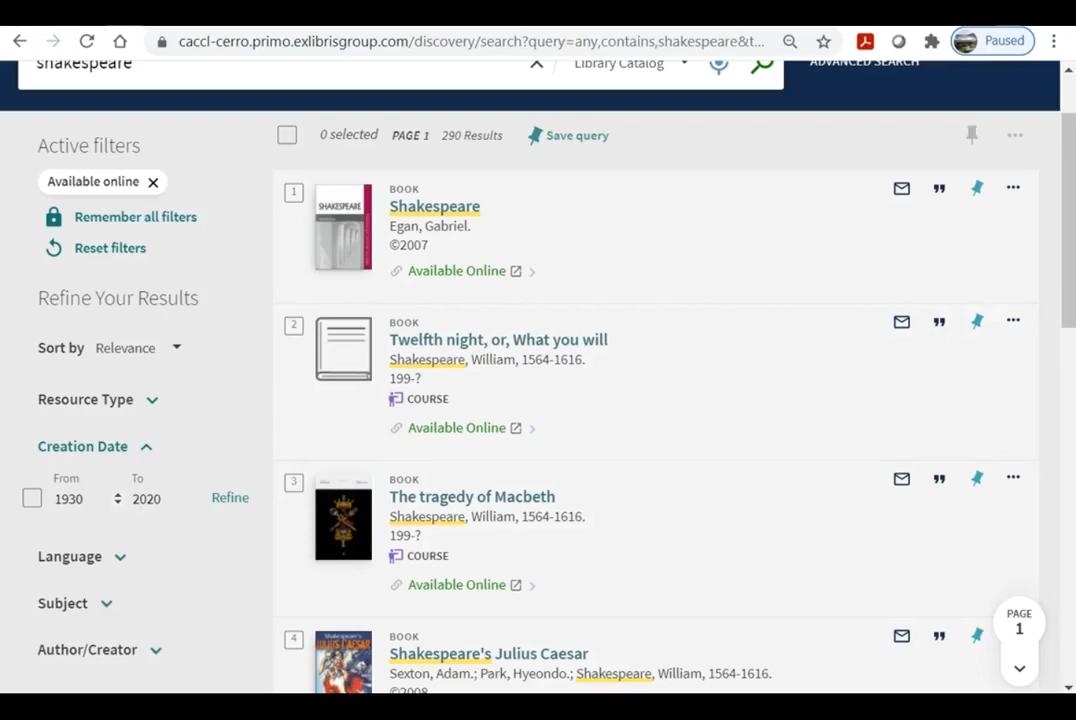 caccl-cerro.primo.exlibrisgroup.com/discovery/search?query=any,contains,shakespeare&t...
Paused
shakespeare
Library Catalog
ADVANCED SEARCH
Active filters
Available online
Remember all filters
Reset filters
Refine Your Results
Sort by Relevance
Resource Type
Creation Date
From To
1930 2020 Refine
Language
Subject
Author/Creator
0 selected PAGE 1 290 Results Save query
1
SHAKESPEARE
BOOK
Shakespeare
Egan, Gabriel.
©2007
Available Online
2
BOOK
Twelfth night, or, What you will
Shakespeare, William, 1564-1616.
199-?
COURSE
Available Online
3
BOOK
The tragedy of Macbeth
Shakespeare, William, 1564-1616.
199-?
COURSE
Available Online
4
Shakespeare's
JULIUS CAESAR
BOOK
Shakespeare's Julius Caesar
Sexton, Adam.; Park, Hyeondo.; Shakespeare, William, 1564-1616.
©2008
PAGE
1